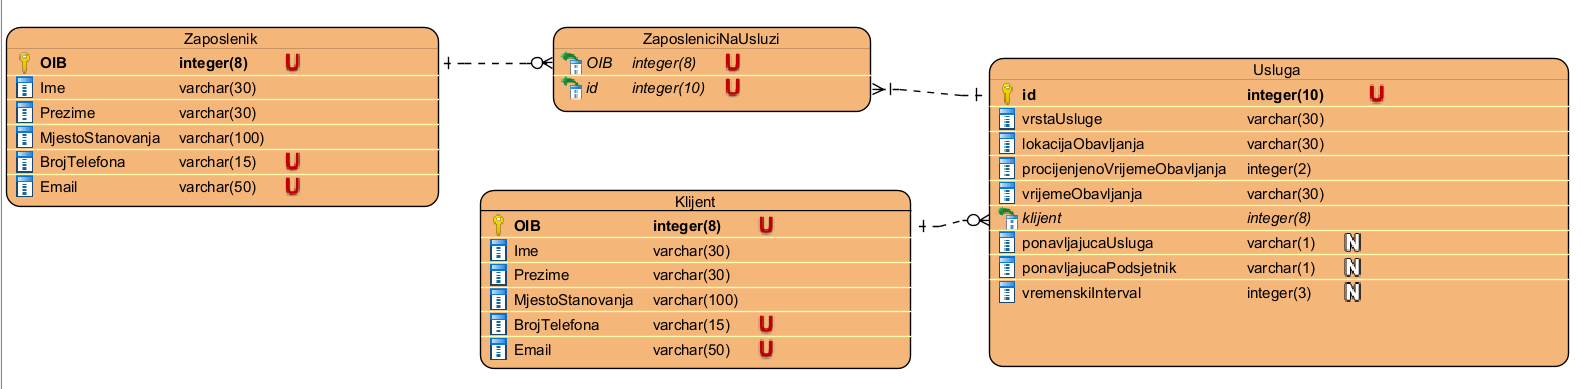 Zaposlenik
OIB integer(8) U
Ime varchar(30)
Prezime varchar(30)
MjestoStanovanja varchar(100)
BrojTelefona varchar(15) U
Email varchar(50) U
ZaposleniciNaUsluzi
OIB integer(8) U
id integer(10) U
Klijent
OIB integer(8) U
Ime varchar(30)
Prezime varchar(30)
MjestoStanovanja varchar(100)
BrojTelefona varchar(15) U
Email varchar(50) U
Usluga
id integer(10) U
vrstaUsluge varchar(30)
lokacijaObavljanja varchar(30)
procijenjenoVrijemeObavljanja integer(2)
vrijemeObavljanja varchar(30)
klijent integer(8)
ponavljajucaUsluga varchar(1) N
ponavljajucaPodsjetnik varchar(1) N
vremenskiInterval integer(3) N